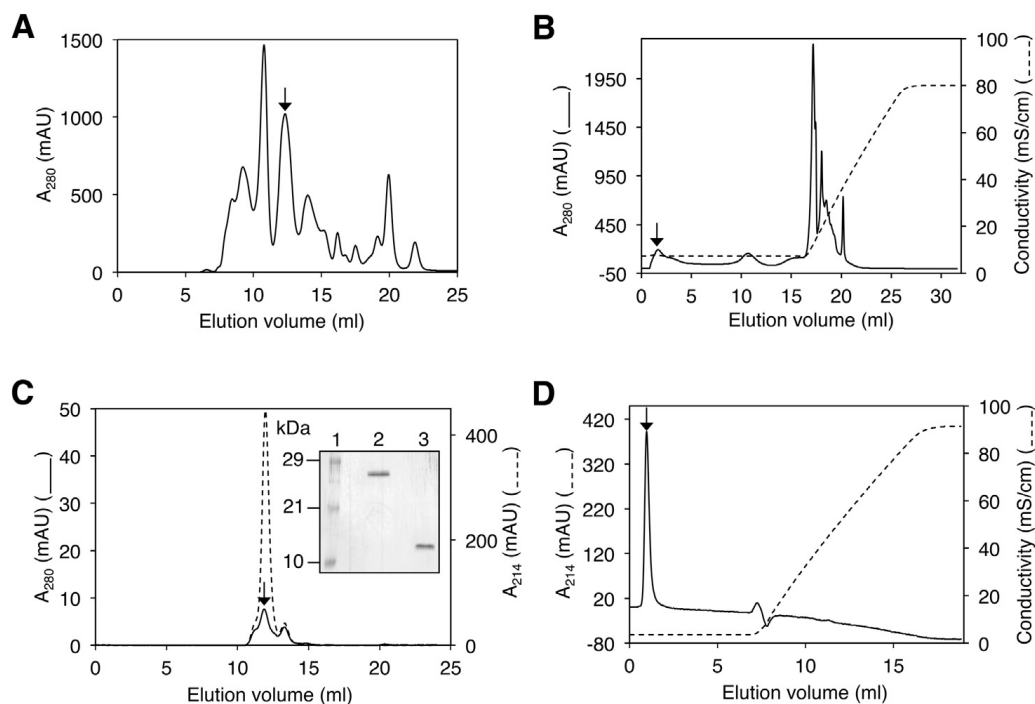 A
1500
1000
500
0
A280 (mAU)
0 5 10 15 20 25
Elution volume (ml)
B
1950
1450
950
450
-50
A280 (mAU) (___)
100
80
60
40
20
0
Conductivity (mS/cm) (----)
0 5 10 15 20 25 30
Elution volume (ml)
C
50
40
30
20
10
0
A280 (mAU) (___)
kDa 1 2 3
29
21
10
400
200
0
A214 (mAU) (----)
0 5 10 15 20 25
Elution volume (ml)
D
420
320
220
120
20
-80
A214 (mAU) (----)
100
80
60
40
20
0
Conductivity (mS/cm) (----)
0 5 10 15
Elution volume (ml)